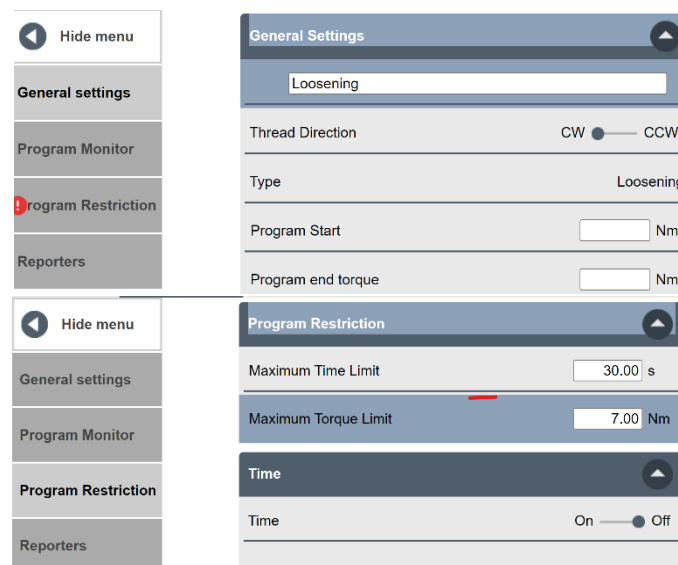 Hide menu
General settings
Program Monitor
! rogram Restriction
Reporters
General Settings
Loosening
Thread Direction CW CCW
Type Loosening
Program Start Nm
Program end torque Nm
Hide menu
General settings
Program Monitor
Program Restriction
Reporters
Program Restriction
Maximum Time Limit 30.00 s
Maximum Torque Limit 7.00 Nm
Time
Time On Off